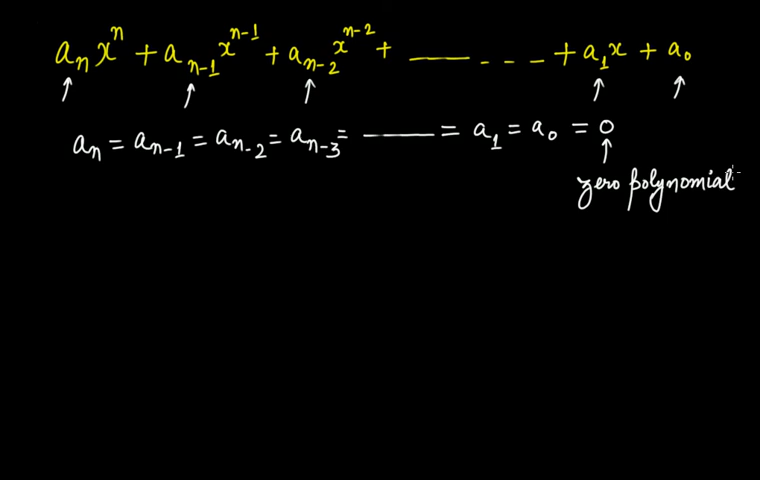 aₙxⁿ + aₙ₋₁xⁿ⁻¹ + aₙ₋₂xⁿ⁻² + ——— - - - + a₁x + a₀
aₙ = aₙ₋₁ = aₙ₋₂ = aₙ₋₃ = ——— = a₁ = a₀ = 0
zero polynomial